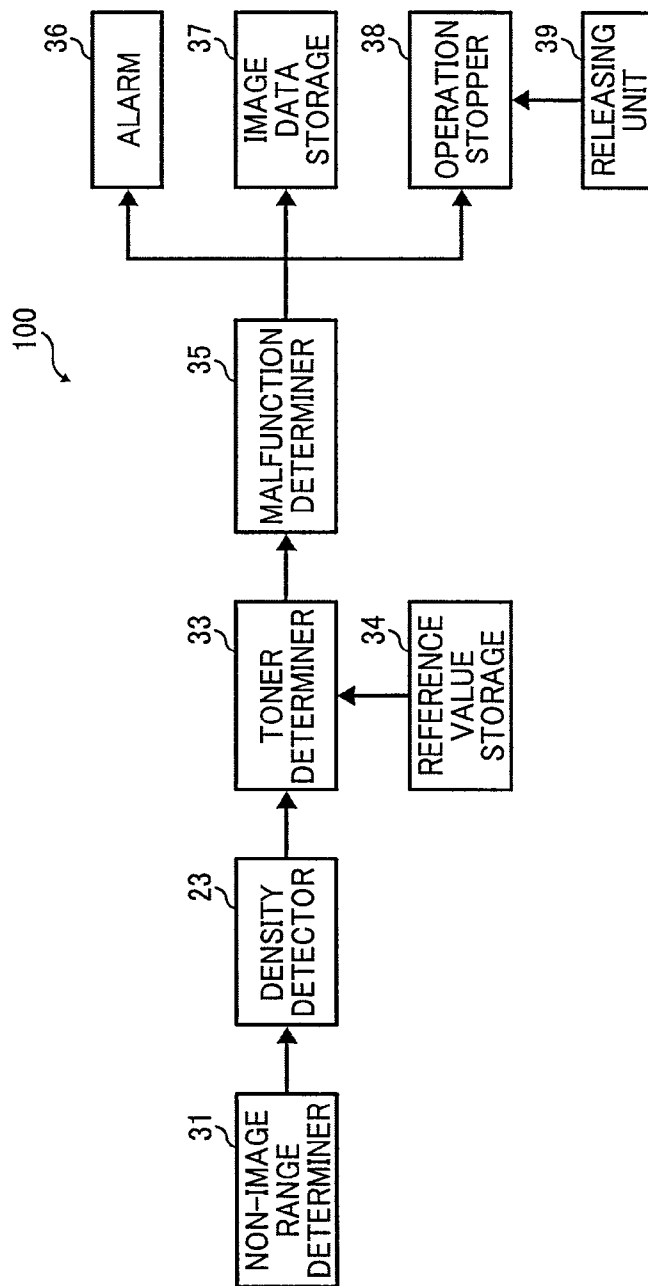 100
31
NON-IMAGE
RANGE
DETERMINER
23
DENSITY
DETECTOR
33
TONER
DETERMINER
34
REFERENCE
VALUE
STORAGE
35
MALFUNCTION
DETERMINER
36
ALARM
37
IMAGE
DATA
STORAGE
38
OPERATION
STOPPER
39
RELEASING
UNIT